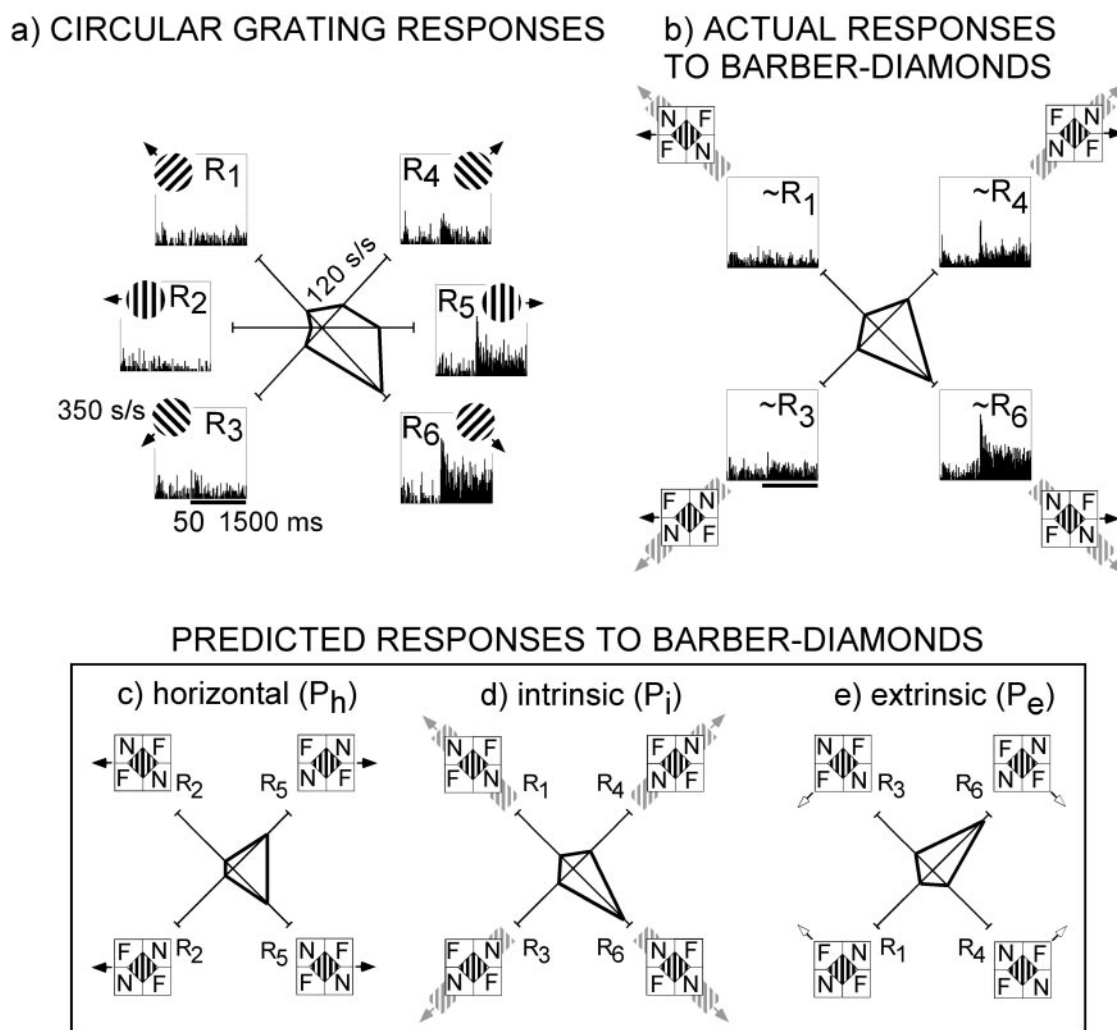 a) CIRCULAR GRATING RESPONSES
R1
R4
120 s/s
R2
R5
350 s/s
R3
R6
50 1500 ms
b) ACTUAL RESPONSES
TO BARBER-DIAMONDS
N F
F N
F N
N F
~R1
~R4
~R3
~R6
F N
N F
N F
F N
PREDICTED RESPONSES TO BARBER-DIAMONDS
c) horizontal (Ph)
N F
F N
F N
N F
R2
R5
R2
R5
F N
N F
N F
F N
d) intrinsic (Pi)
N F
F N
F N
N F
R1
R4
R3
R6
F N
N F
N F
F N
e) extrinsic (Pe)
N F
F N
F N
N F
R3
R6
R1
R4
F N
N F
N F
F N